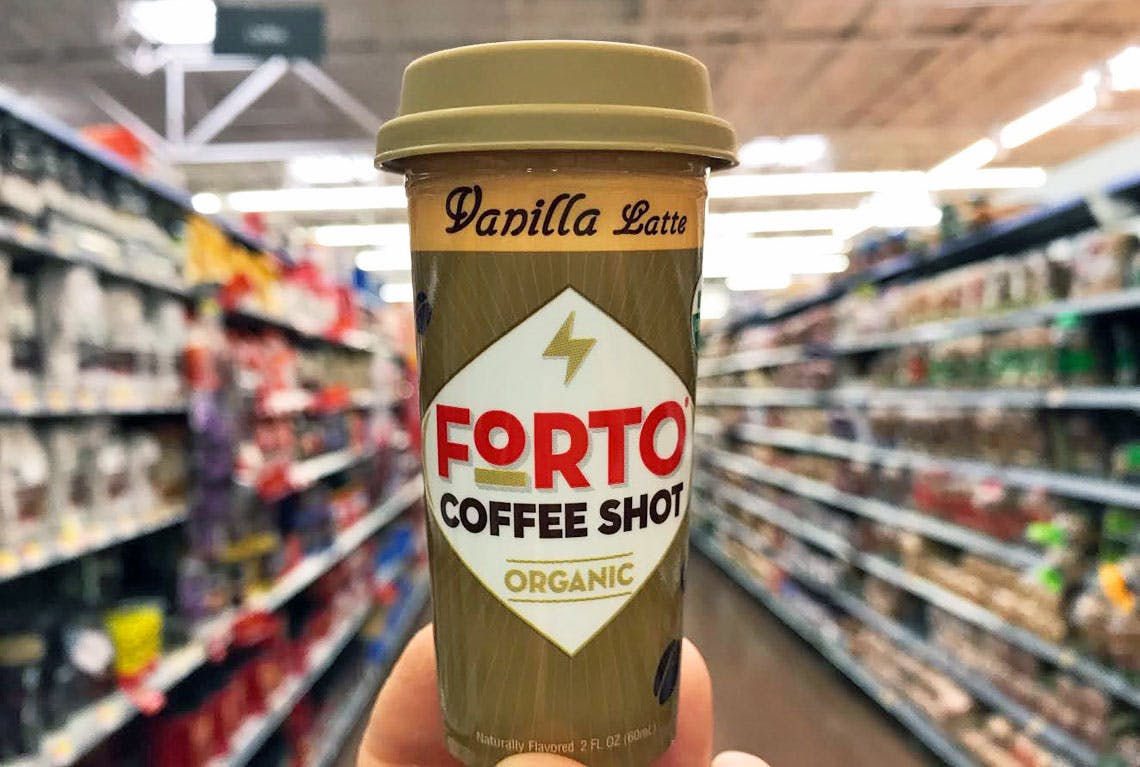 Vanilla Latte
FORTO
COFFEE SHOT
ORGANIC
Naturally Flavored 2 FL OZ (60mL)